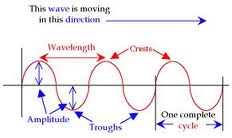 This wave is moving
in this direction
Wavelength
Crests
Amplitude
Troughs
One complete
cycle